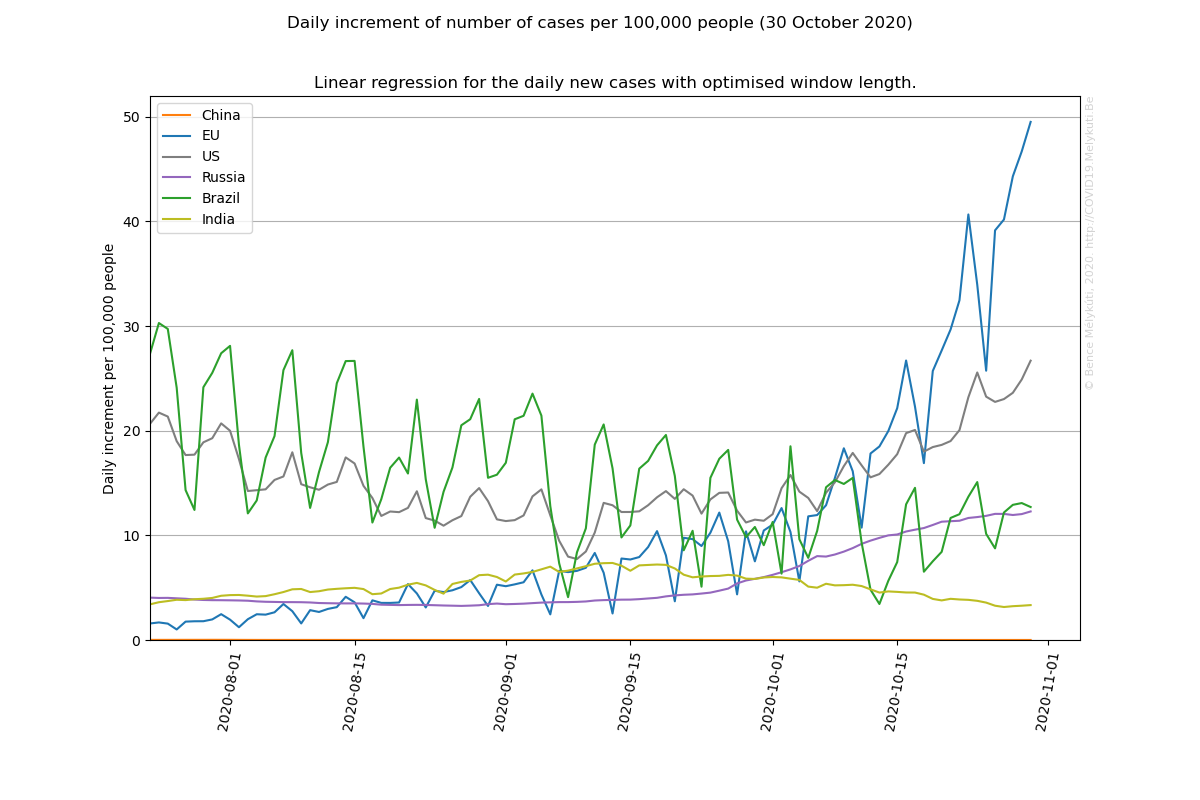 Daily increment of number of cases per 100,000 people (30 October 2020)
Linear regression for the daily new cases with optimised window length.
China
EU
US
Russia
Brazil
India
50
40
30
20
10
0
Daily increment per 100,000 people
2020-08-01
2020-08-15
2020-09-01
2020-09-15
2020-10-01
2020-10-15
2020-11-01
© Bence Melykuti, 2020. http://COVID19.Melykuti.Be